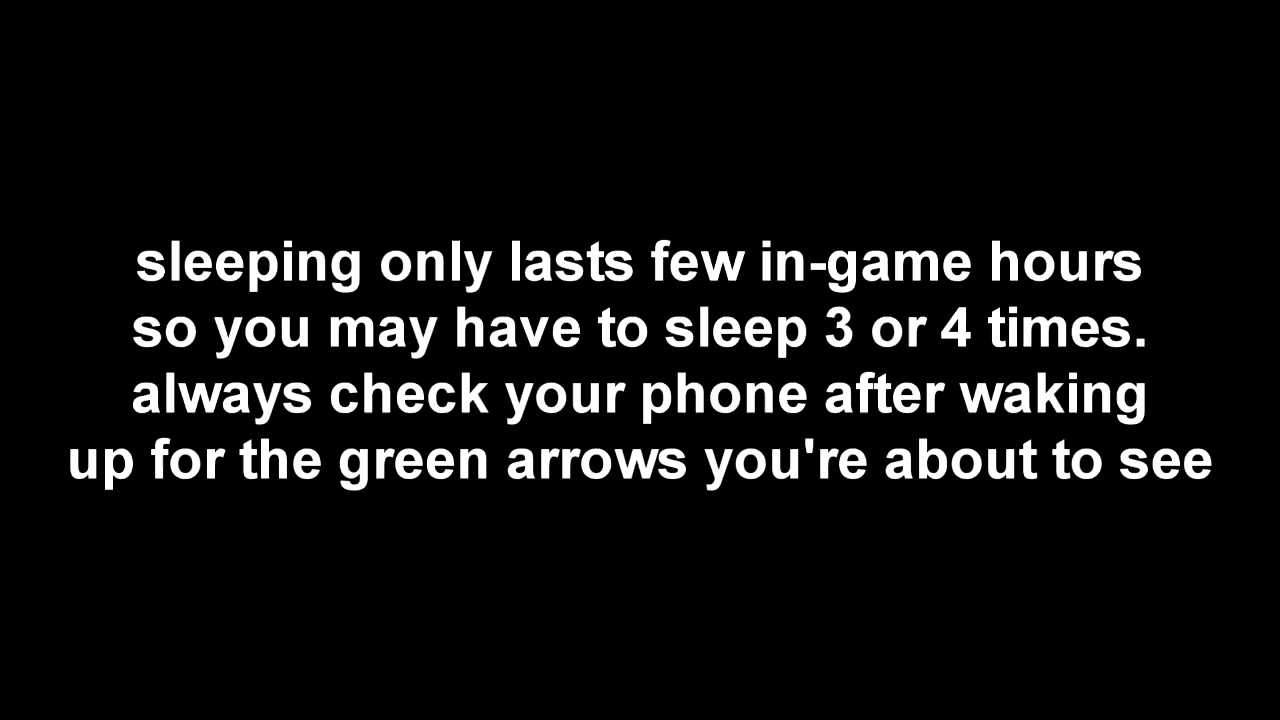 sleeping only lasts few in-game hours
so you may have to sleep 3 or 4 times.
always check your phone after waking
up for the green arrows you're about to see